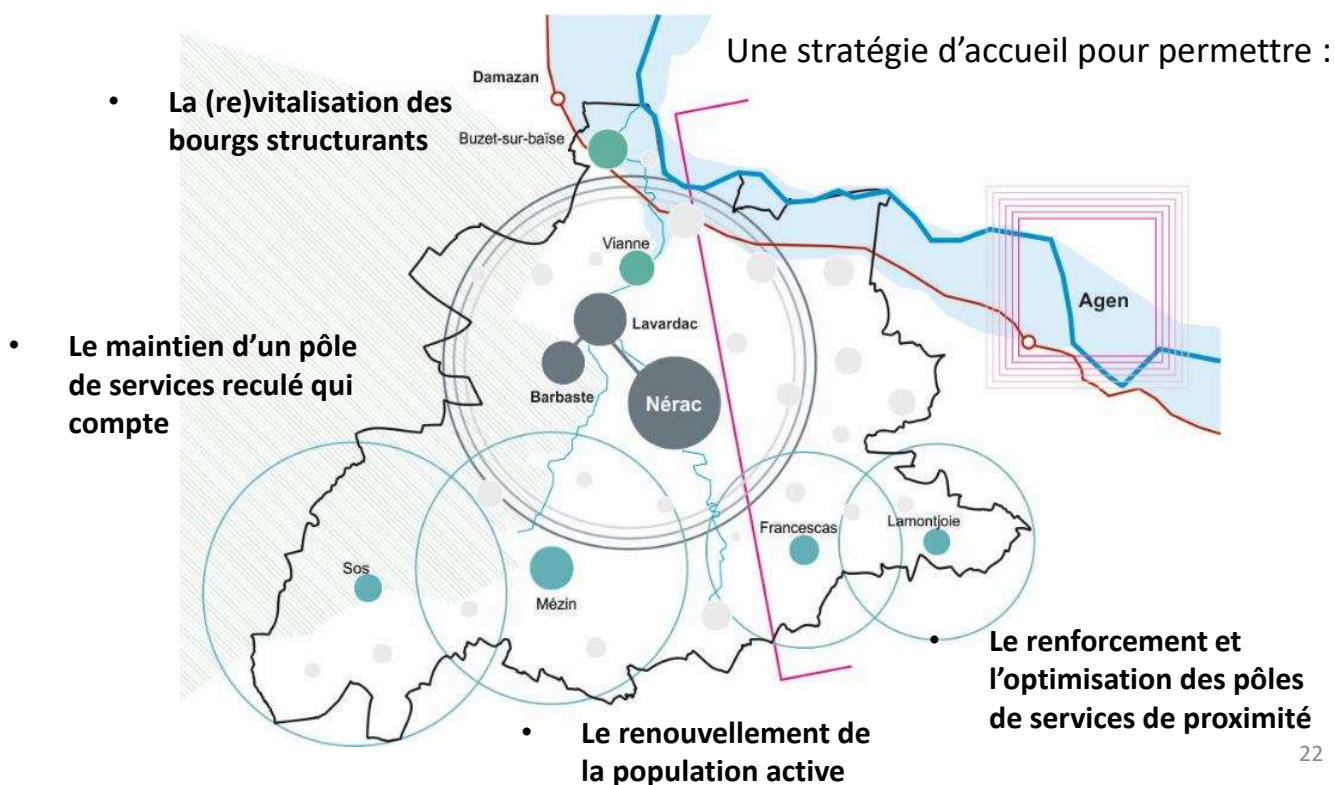 Une stratégie d’accueil pour permettre :
Damazan
• La (re)vitalisation des
bourgs structurants
Buzet-sur-baïse
Vianne
Agen
Lavardac
• Le maintien d’un pôle
de services reculé qui
compte
Barbaste
Nérac
Francescas
Lamontjoie
Sos
Mézin
• Le renforcement et
l’optimisation des pôles
de services de proximité
• Le renouvellement de
la population active
22